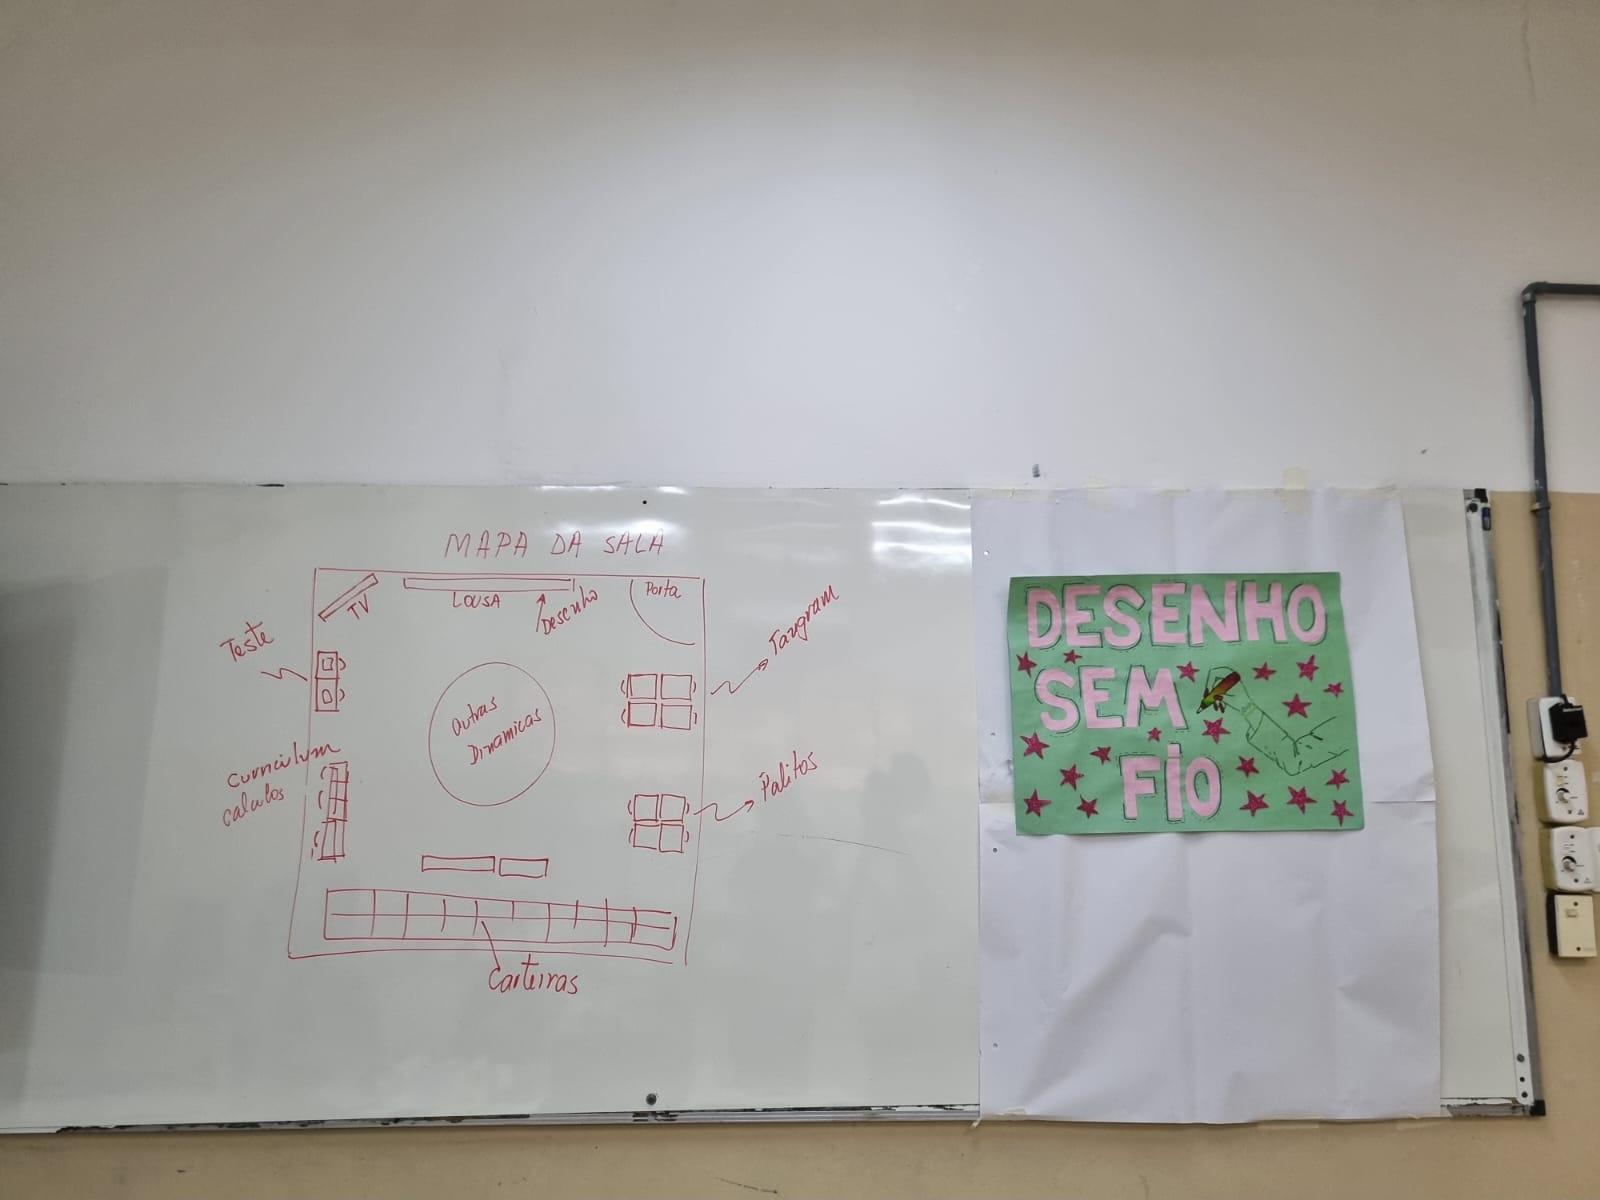 MAPA DA SALA
TV
LOUSA
Desenho
Porta
Teste
Tangram
Outras
Dinamicas
Curriculum
calculos
Palitos
Carteiras
DESENHO
SEM
FIO